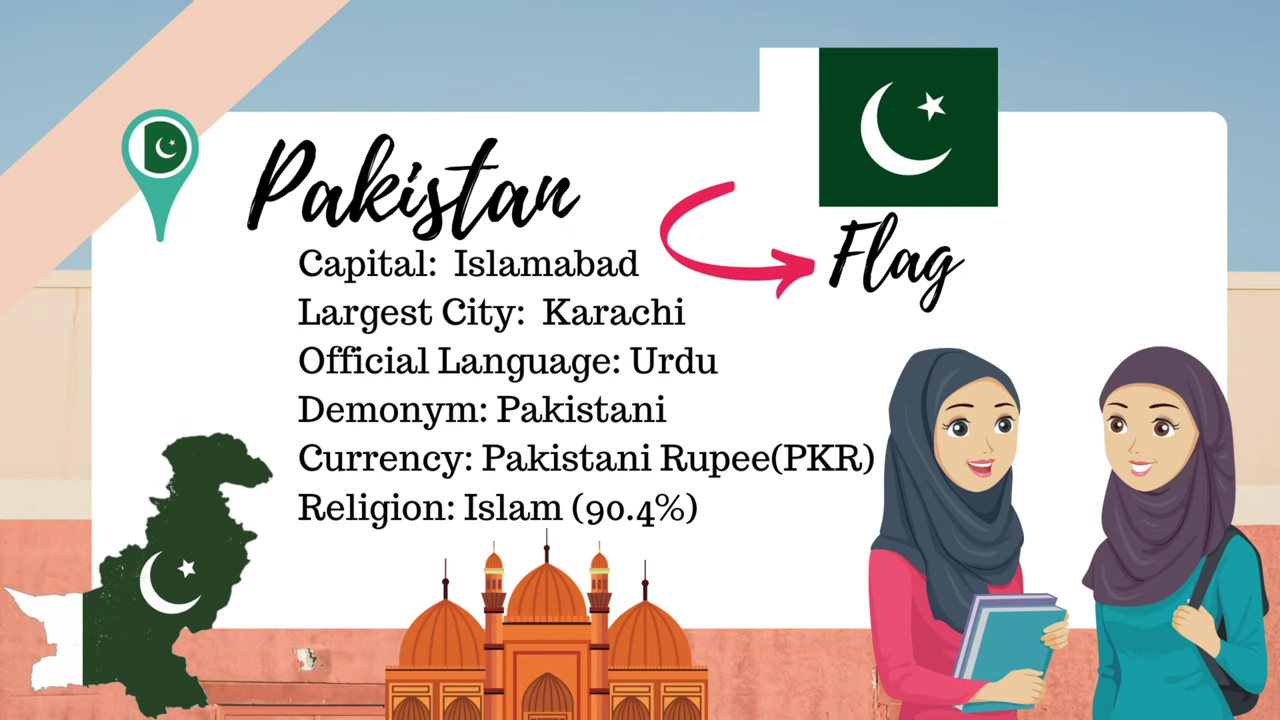 Pakistan
Capital: Islamabad
Largest City: Karachi
Official Language: Urdu
Demonym: Pakistani
Currency: Pakistani Rupee(PKR)
Religion: Islam (90.4%)
Flag